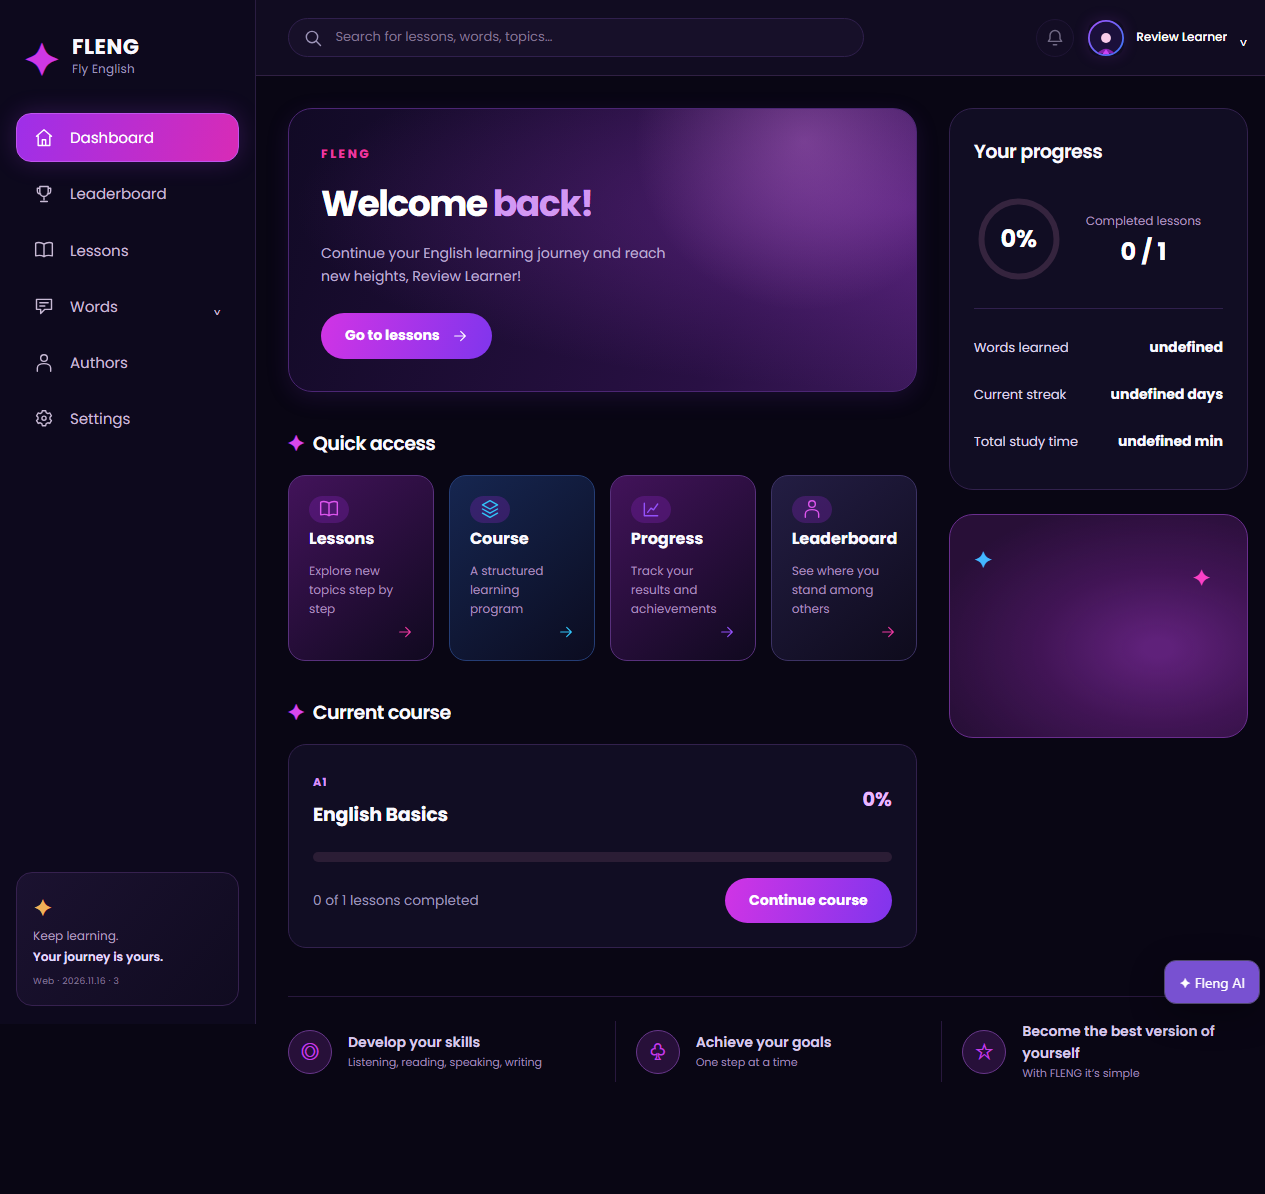 FLENG
Fly English
Dashboard
Leaderboard
Lessons
Words
Authors
Settings
Keep learning.
Your journey is yours.
Web · 2026.11.16 · 3
Search for lessons, words, topics...
Review Learner
FLENG
Welcome back!
Continue your English learning journey and reach
new heights, Review Learner!
Go to lessons →
Quick access
Lessons
Explore new
topics step by
step
Course
A structured
learning
program
Progress
Track your
results and
achievements
Leaderboard
See where you
stand among
others
Current course
A1
English Basics
0%
0 of 1 lessons completed
Continue course
Your progress
0%
Completed lessons
0 / 1
Words learned undefined
Current streak undefined days
Total study time undefined min
✦ Fleng AI
Develop your skills
Listening, reading, speaking, writing
Achieve your goals
One step at a time
Become the best version of
yourself
With FLENG it's simple